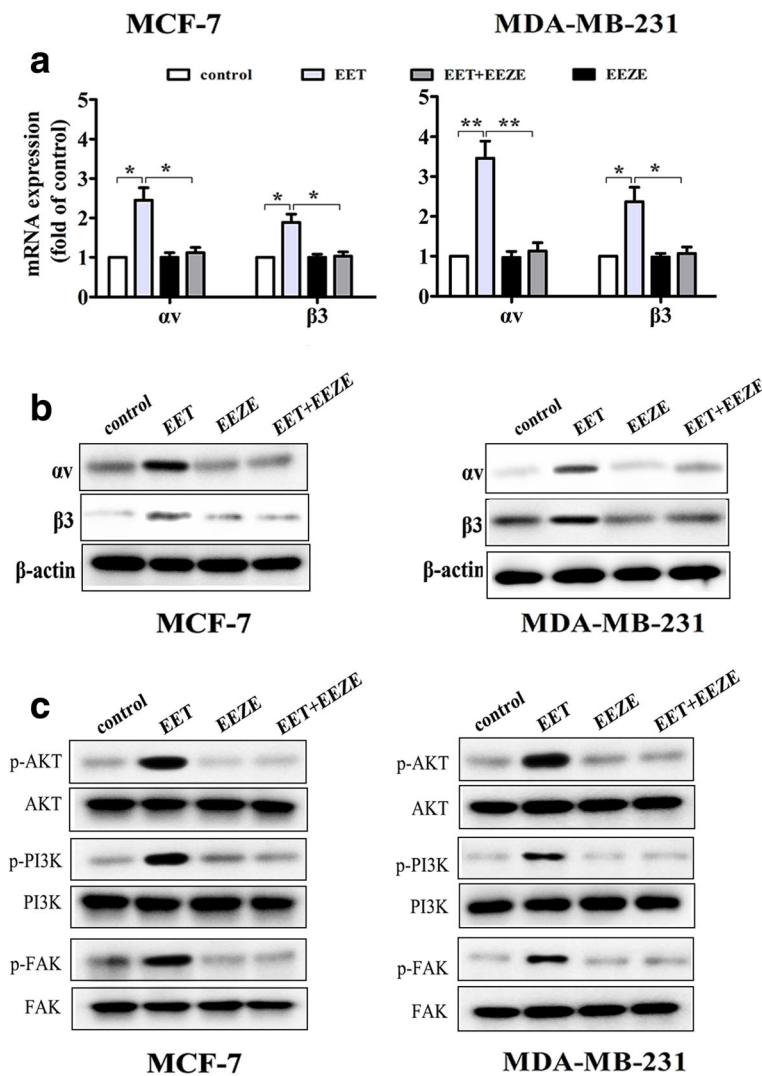 MCF-7 MDA-MB-231
a
control EET EET+EEZE EEZE
mRNA expression
(fold of control)
5
4
3
2
1
0
* * * *
αv β3
5
4
3
2
1
0
** ** * *
αv β3
b
control EET EEZE EET+EEZE
αv
β3
β-actin
MCF-7
control EET EEZE EET+EEZE
αv
β3
β-actin
MDA-MB-231
c
control EET EEZE EET+EEZE
p-AKT
AKT
p-PI3K
PI3K
p-FAK
FAK
MCF-7
control EET EEZE EET+EEZE
p-AKT
AKT
p-PI3K
PI3K
p-FAK
FAK
MDA-MB-231